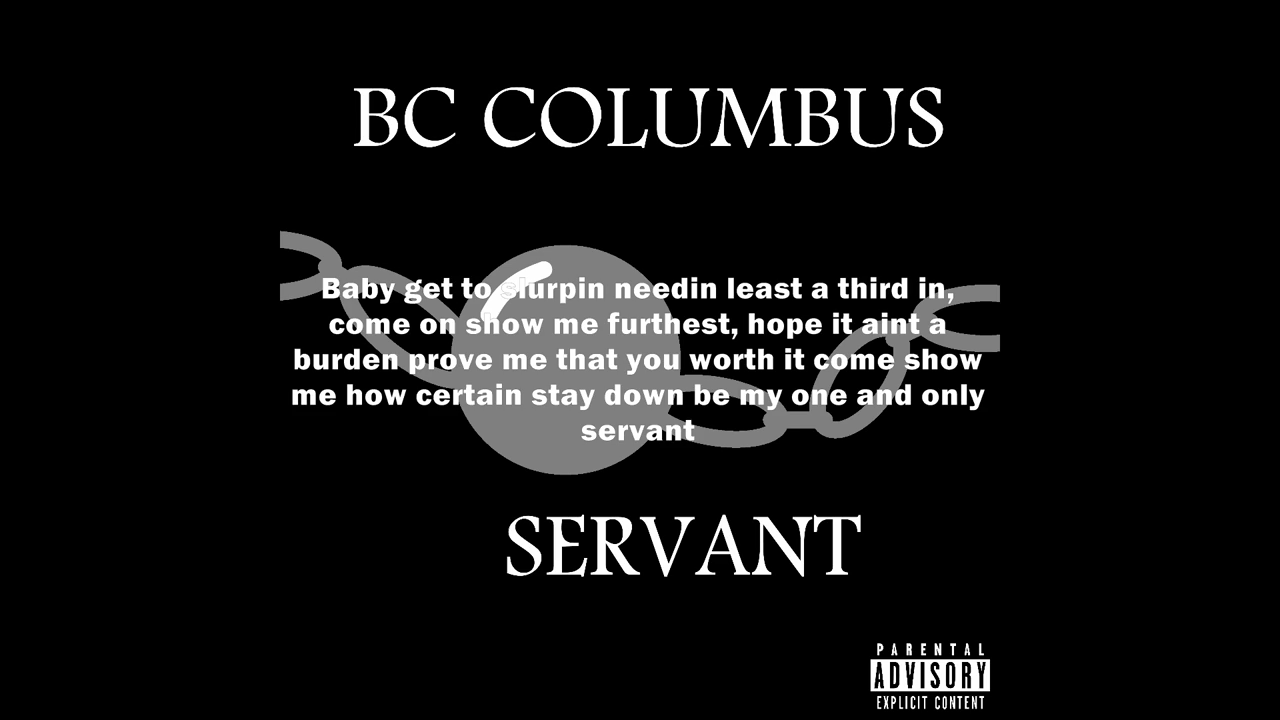 BC COLUMBUS
Baby get to slurpin needin least a third in,
come on show me furthest, hope it aint a
burden prove me that you worth it come show
me how certain stay down be my one and only
servant
SERVANT
PARENTAL
ADVISORY
EXPLICIT CONTENT